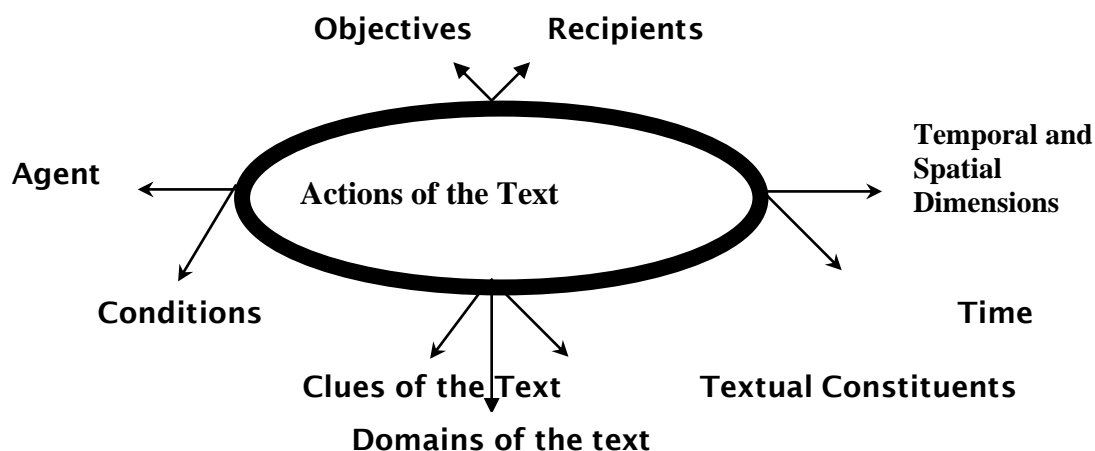 Objectives Recipients
Temporal and
Spatial
Dimensions
Agent
Actions of the Text
Conditions
Time
Clues of the Text
Textual Constituents
Domains of the text